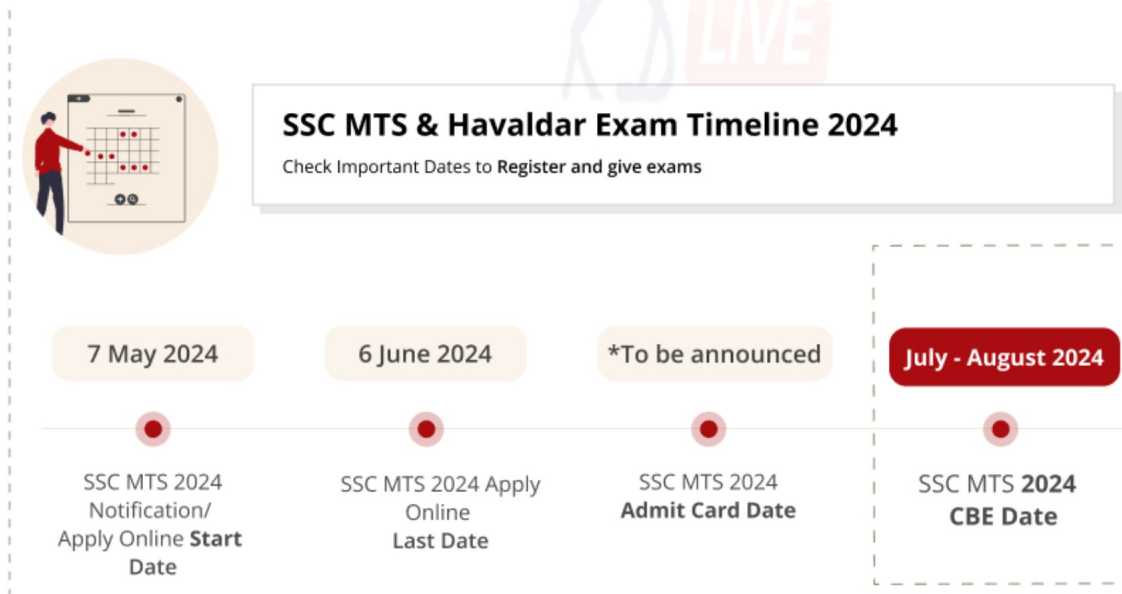 LIVE
SSC MTS & Havaldar Exam Timeline 2024
Check Important Dates to Register and give exams
7 May 2024
SSC MTS 2024
Notification/
Apply Online Start
Date
6 June 2024
SSC MTS 2024 Apply
Online
Last Date
*To be announced
SSC MTS 2024
Admit Card Date
July - August 2024
SSC MTS 2024
CBE Date